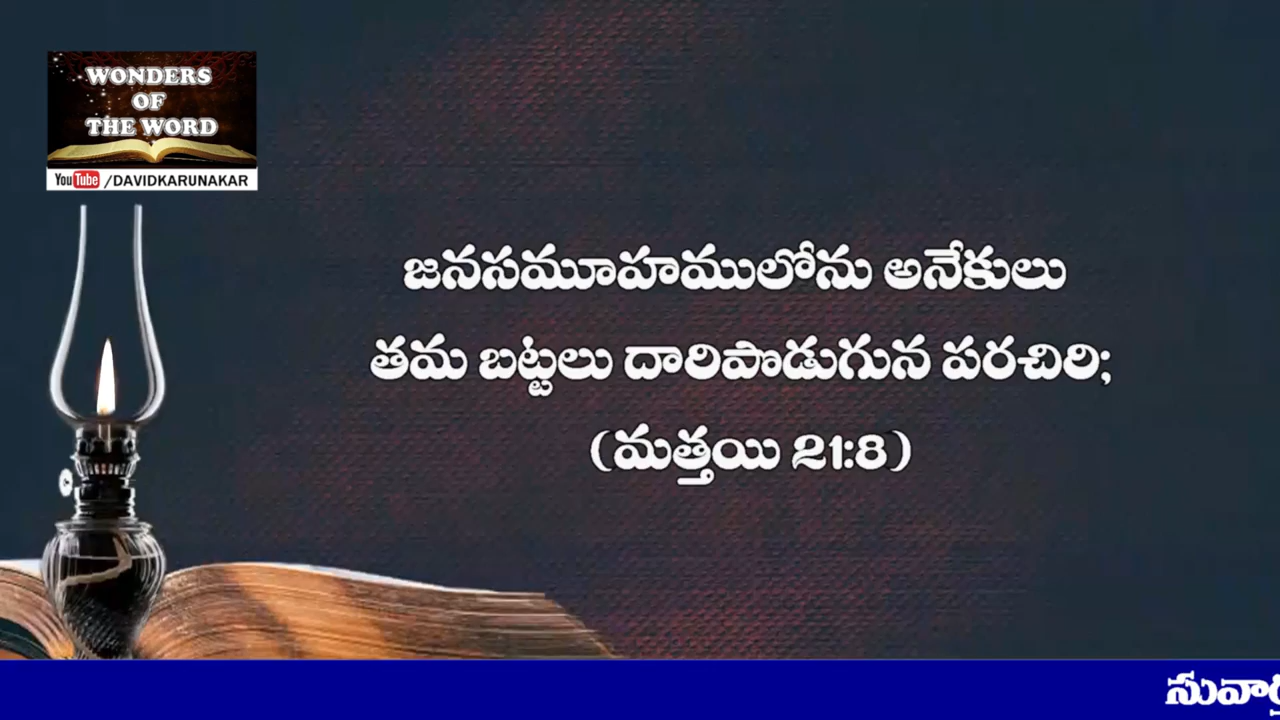 WONDERS
OF
THE WORD
YouTube /DAVIDKARUNAKAR
జనసమూహములోను అనేకులు
తమ బట్టలు దారిపొడుగున పరచిరి;
(మత్తయి 21:8)